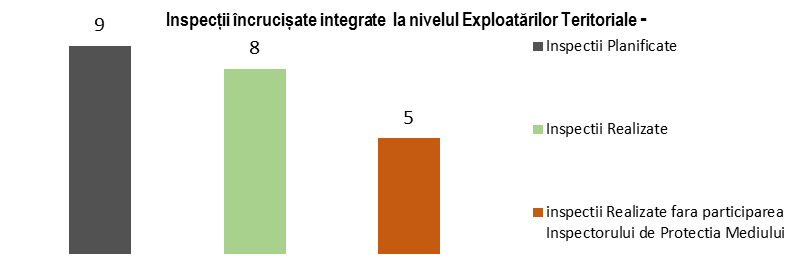 Inspecții încrucișate integrate la nivelul Exploatărilor Teritoriale -
9
8
5
Inspectii Planificate
Inspectii Realizate
inspectii Realizate fara participarea
Inspectorului de Protectia Mediului